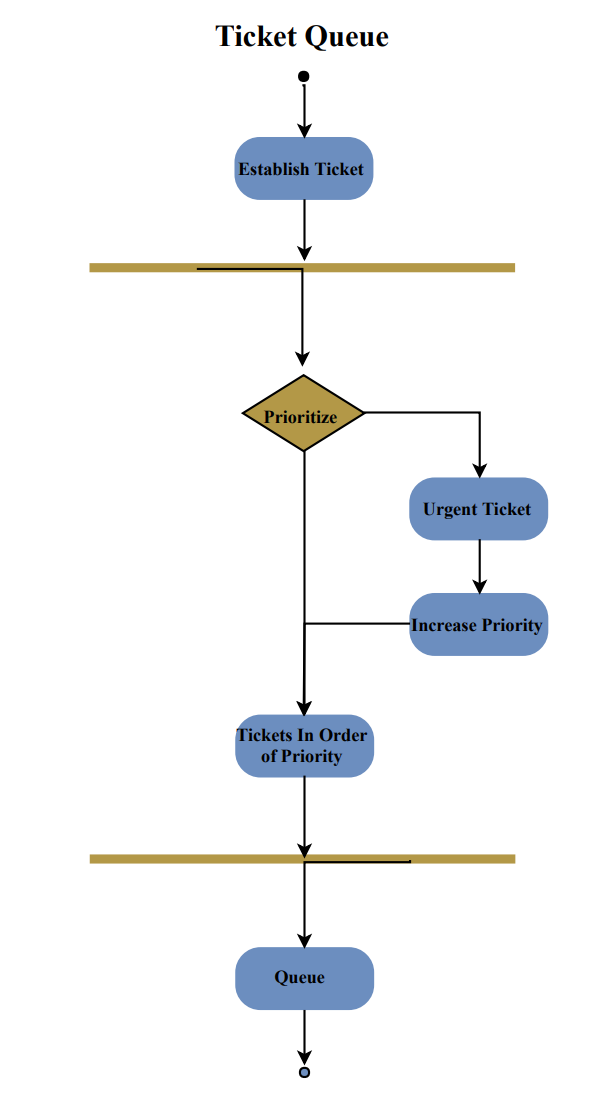 Ticket Queue
Establish Ticket
Prioritize
Urgent Ticket
Increase Priority
Tickets In Order
of Priority
Queue